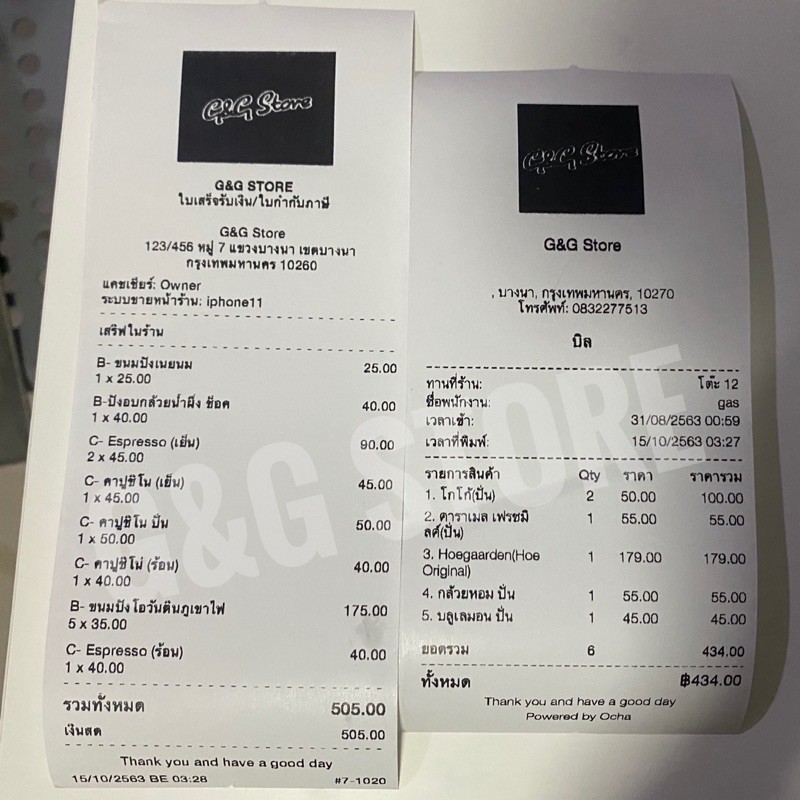 G&G Store
G&G STORE
ใบเสร็จรับเงิน/ใบกำกับภาษี
G&G Store
123/456 หมู่ 7 แขวงบางนา เขตบางนา
กรุงเทพมหานคร 10260
แคชเชียร์: Owner
ระบบขายหน้าร้าน: iphone11
เสริฟในร้าน
B- ขนมปังเนยนม 25.00
1 x 25.00
B-ปังอบกล้วยน้ำผึ้ง ช็อค 40.00
1 x 40.00
C- Espresso (เย็น) 90.00
2 x 45.00
C- คาปูชิโน (เย็น) 45.00
1 x 45.00
C- คาปูชิโน ปั่น 50.00
1 x 50.00
C- คาปูชิโน่ (ร้อน) 40.00
1 x 40.00
B- ขนมปังโอวันตินภูเขาไฟ 175.00
5 x 35.00
C- Espresso (ร้อน) 40.00
1 x 40.00
รวมทั้งหมด 505.00
เงินสด 505.00
Thank you and have a good day
15/10/2563 BE 03:28 #7-1020
G&G Store
G&G Store
, บางนา, กรุงเทพมหานคร, 10270
โทรศัพท์: 0832277513
บิล
ทานที่ร้าน: โต๊ะ 12
ชื่อพนักงาน: gas
เวลาเข้า: 31/08/2563 00:59
เวลาที่พิมพ์: 15/10/2563 03:27
รายการสินค้า Qty ราคา ราคารวม
1. โกโก้(ปั่น) 2 50.00 100.00
2. คาราเมล เฟรชมิ 1 55.00 55.00
ลค์(ปั่น)
3. Hoegaarden(Hoe 1 179.00 179.00
Original)
4. กล้วยหอม ปั่น 1 55.00 55.00
5. บลูเลมอน ปั่น 1 45.00 45.00
ยอดรวม 6 434.00
ทั้งหมด ฿434.00
Thank you and have a good day
Powered by Ocha
G&G STORE